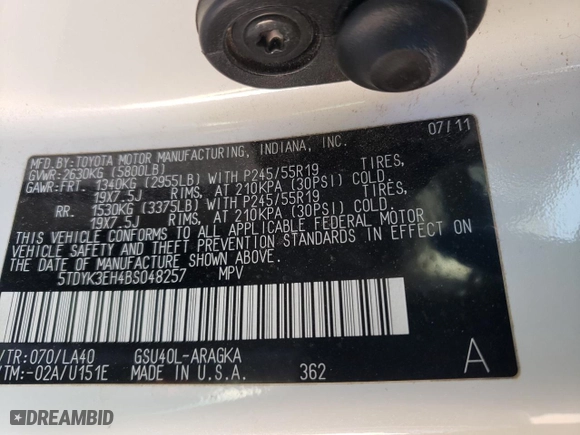 07/11
MFD.BY:TOYOTA MOTOR MANUFACTURING, INDIANA, INC.
GVWR:2630KG (5800LB)
GAWR:FRT. 1340KG (2955LB) WITH P245/55R19 TIRES,
19X7.5J RIMS, AT 210KPA (30PSI) COLD.
RR. 1530KG (3375LB) WITH P245/55R19 TIRES,
19X7.5J RIMS, AT 210KPA (30PSI) COLD.
THIS VEHICLE CONFORMS TO ALL APPLICABLE FEDERAL MOTOR
VEHICLE SAFETY AND THEFT PREVENTION STANDARDS IN EFFECT ON
THE DATE OF MANUFACTURE SHOWN ABOVE.
5TDYK3EH4BS048257 MPV
/TR:070/LA40 GSU40L-ARAGKA
/TM:-02A/U151E MADE IN U.S.A. 362
A
DREAMBID